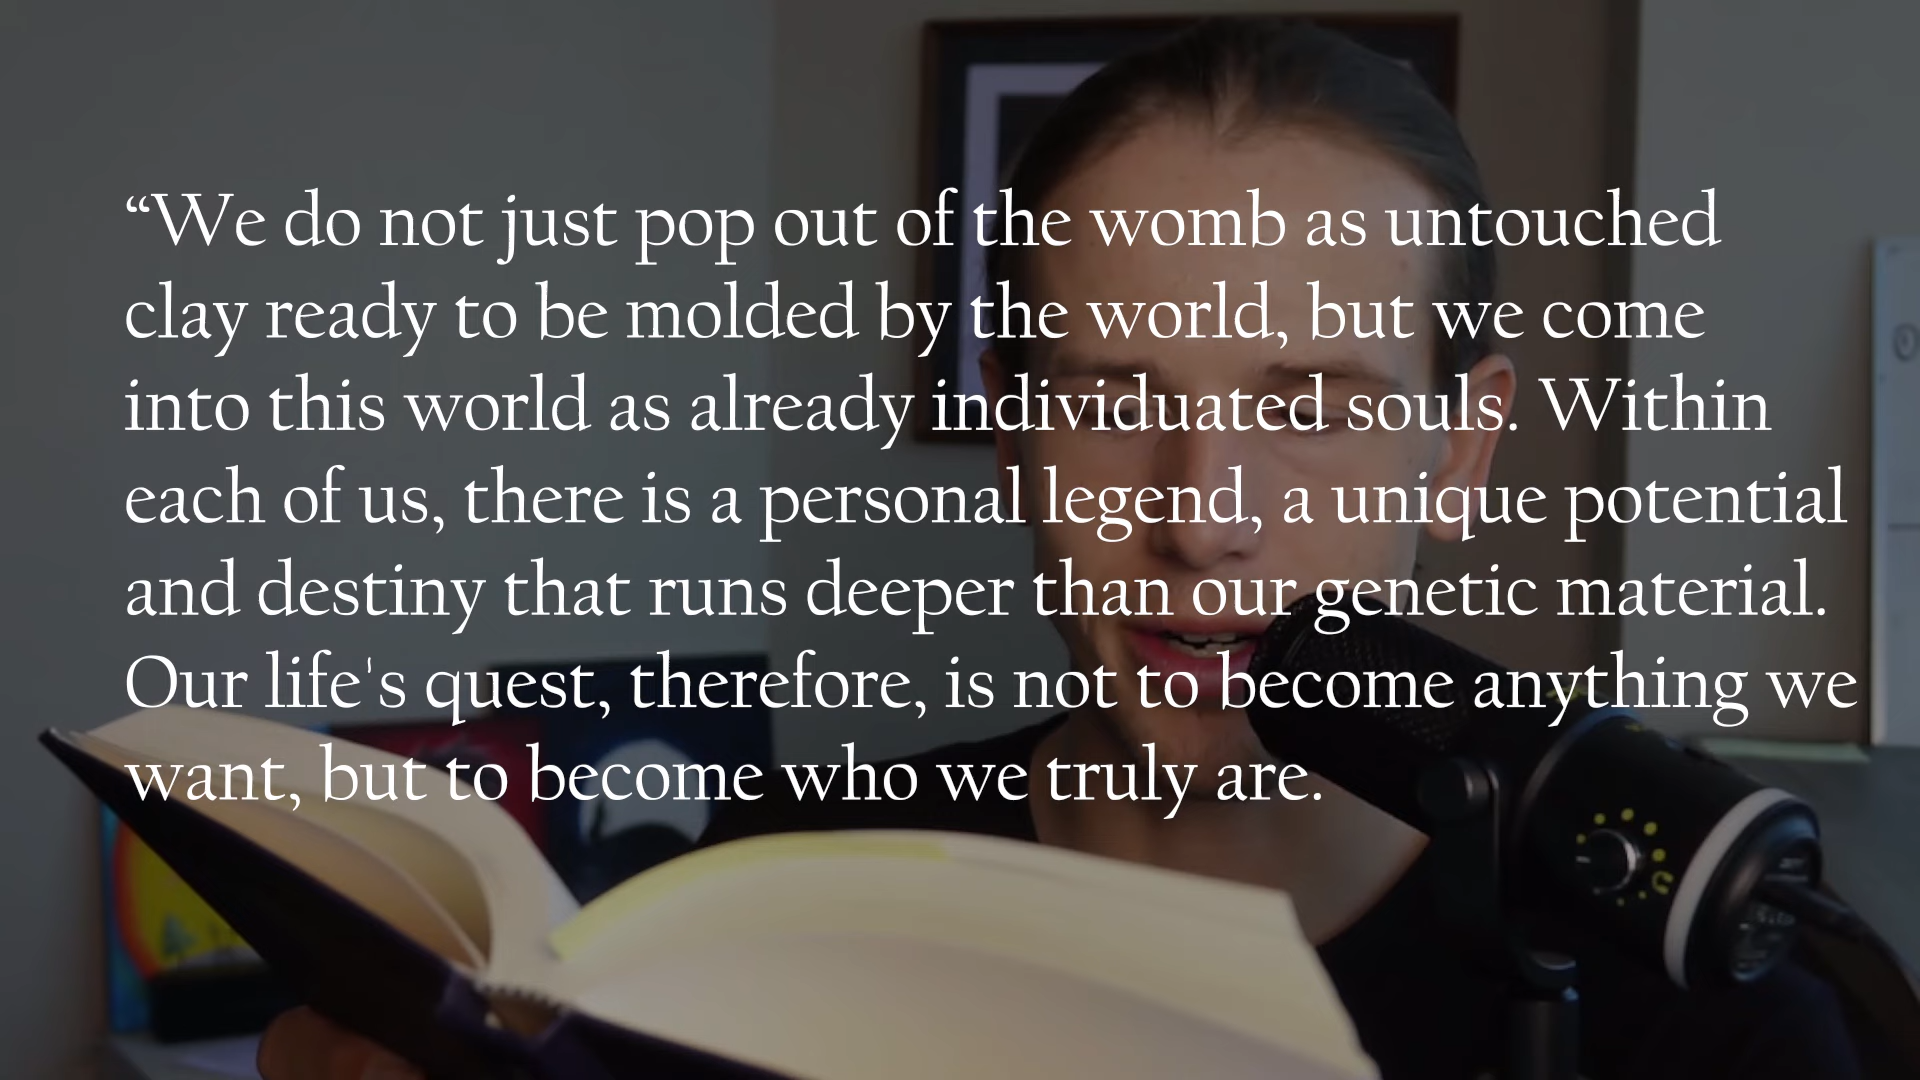 “We do not just pop out of the womb as untouched
clay ready to be molded by the world, but we come
into this world as already individuated souls. Within
each of us, there is a personal legend, a unique potential
and destiny that runs deeper than our genetic material.
Our life's quest, therefore, is not to become anything we
want, but to become who we truly are.